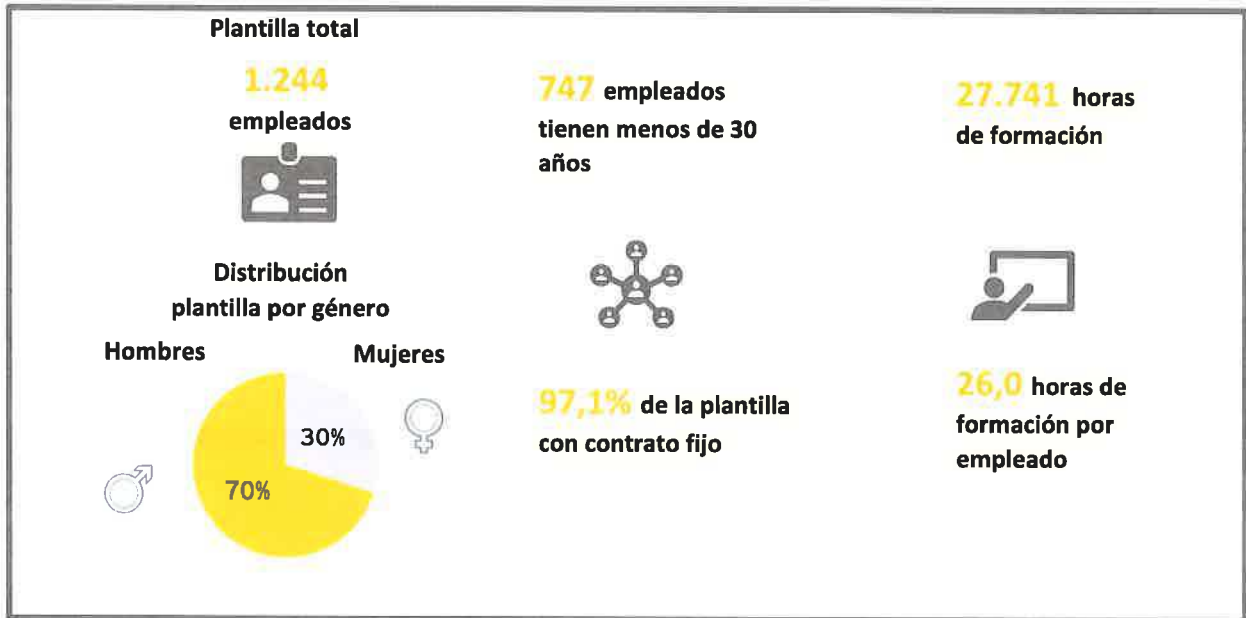 Plantilla total
1.244
empleados
Distribución
plantilla por género
Hombres
Mujeres
30%
70%
747 empleados
tienen menos de 30
años
97,1% de la plantilla
con contrato fijo
27.741 horas
de formación
26,0 horas de
formación por
empleado